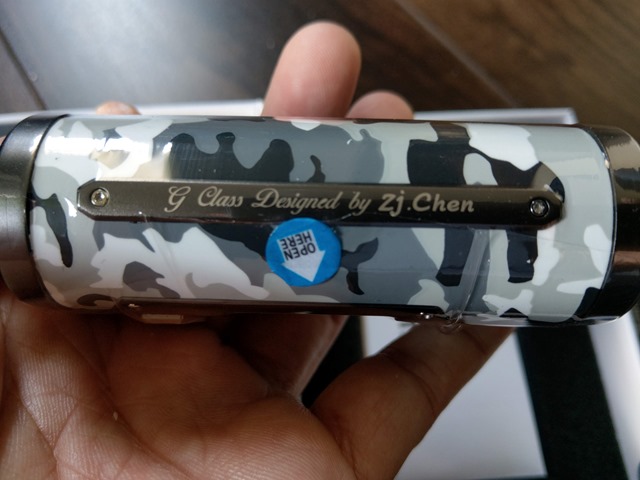 G Class Designed by Zj.Chen
OPEN
HERE